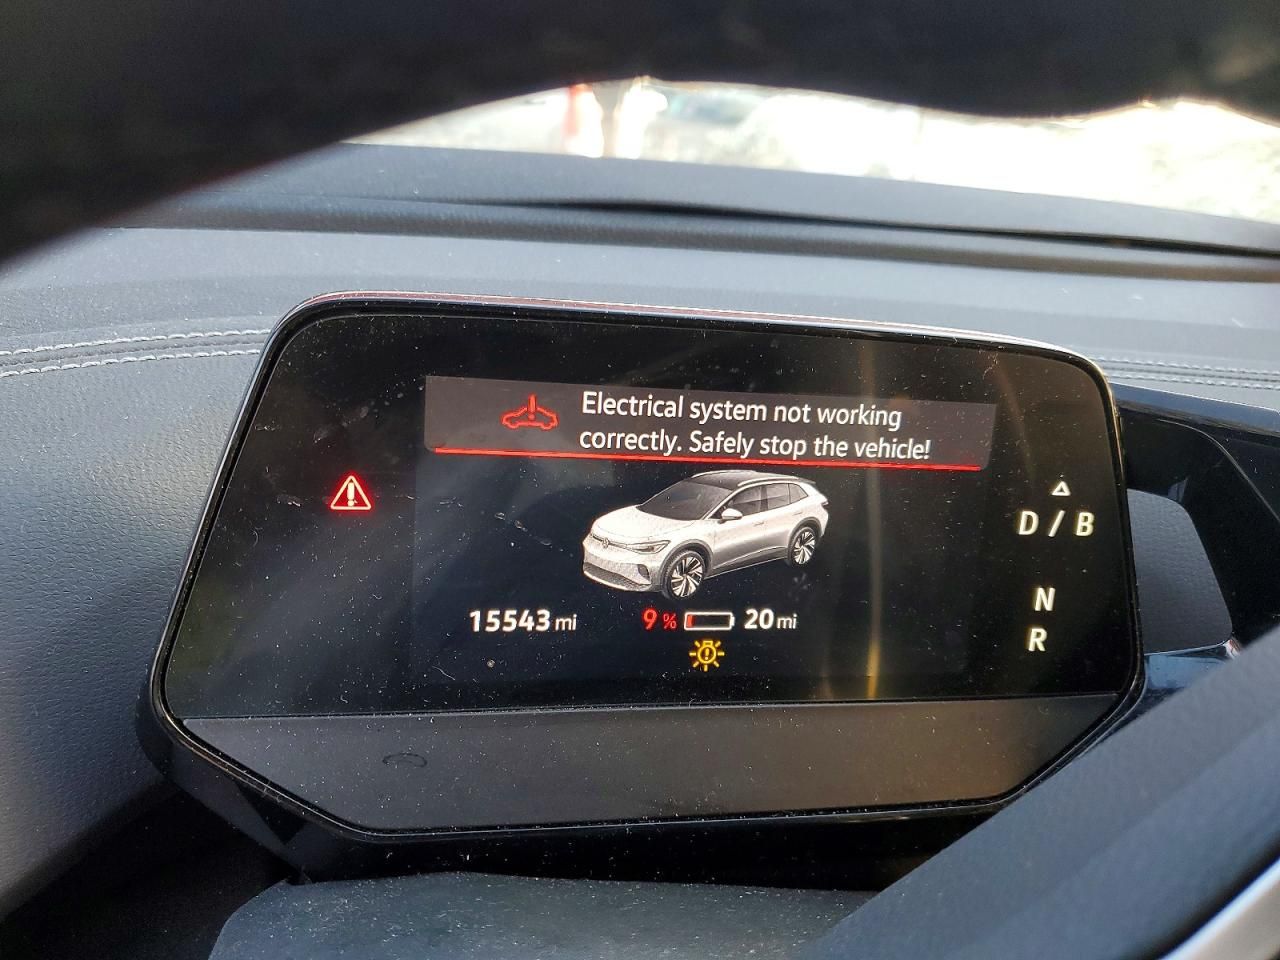 Electrical system not working
correctly. Safely stop the vehicle!
D / B
15543 mi
9 %
20 mi
N
R